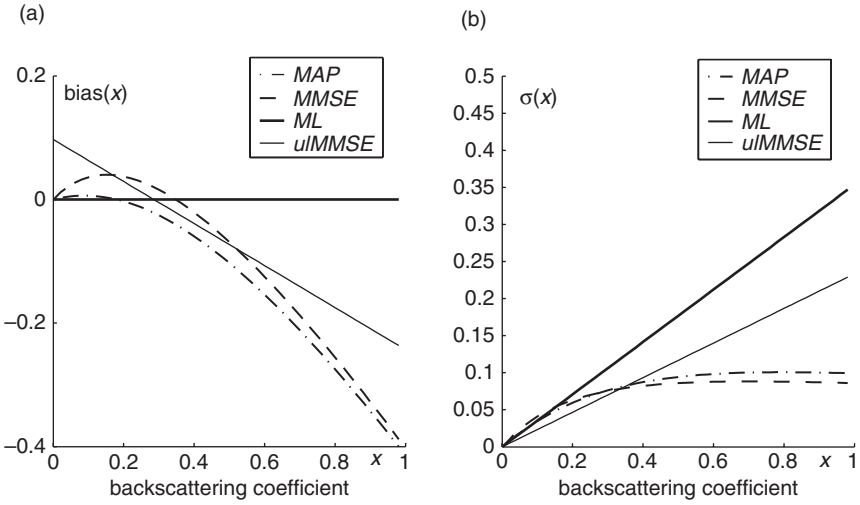 (a)
0.2
bias(x)
MAP
MMSE
ML
ulMMSE
0
–0.2
–0.4
0 0.2 0.4 0.6 0.8 x 1
backscattering coefficient
(b)
0.5
σ(x)
MAP
MMSE
ML
ulMMSE
0.45
0.4
0.35
0.3
0.25
0.2
0.15
0.1
0.05
0
0 0.2 0.4 0.6 0.8 x 1
backscattering coefficient